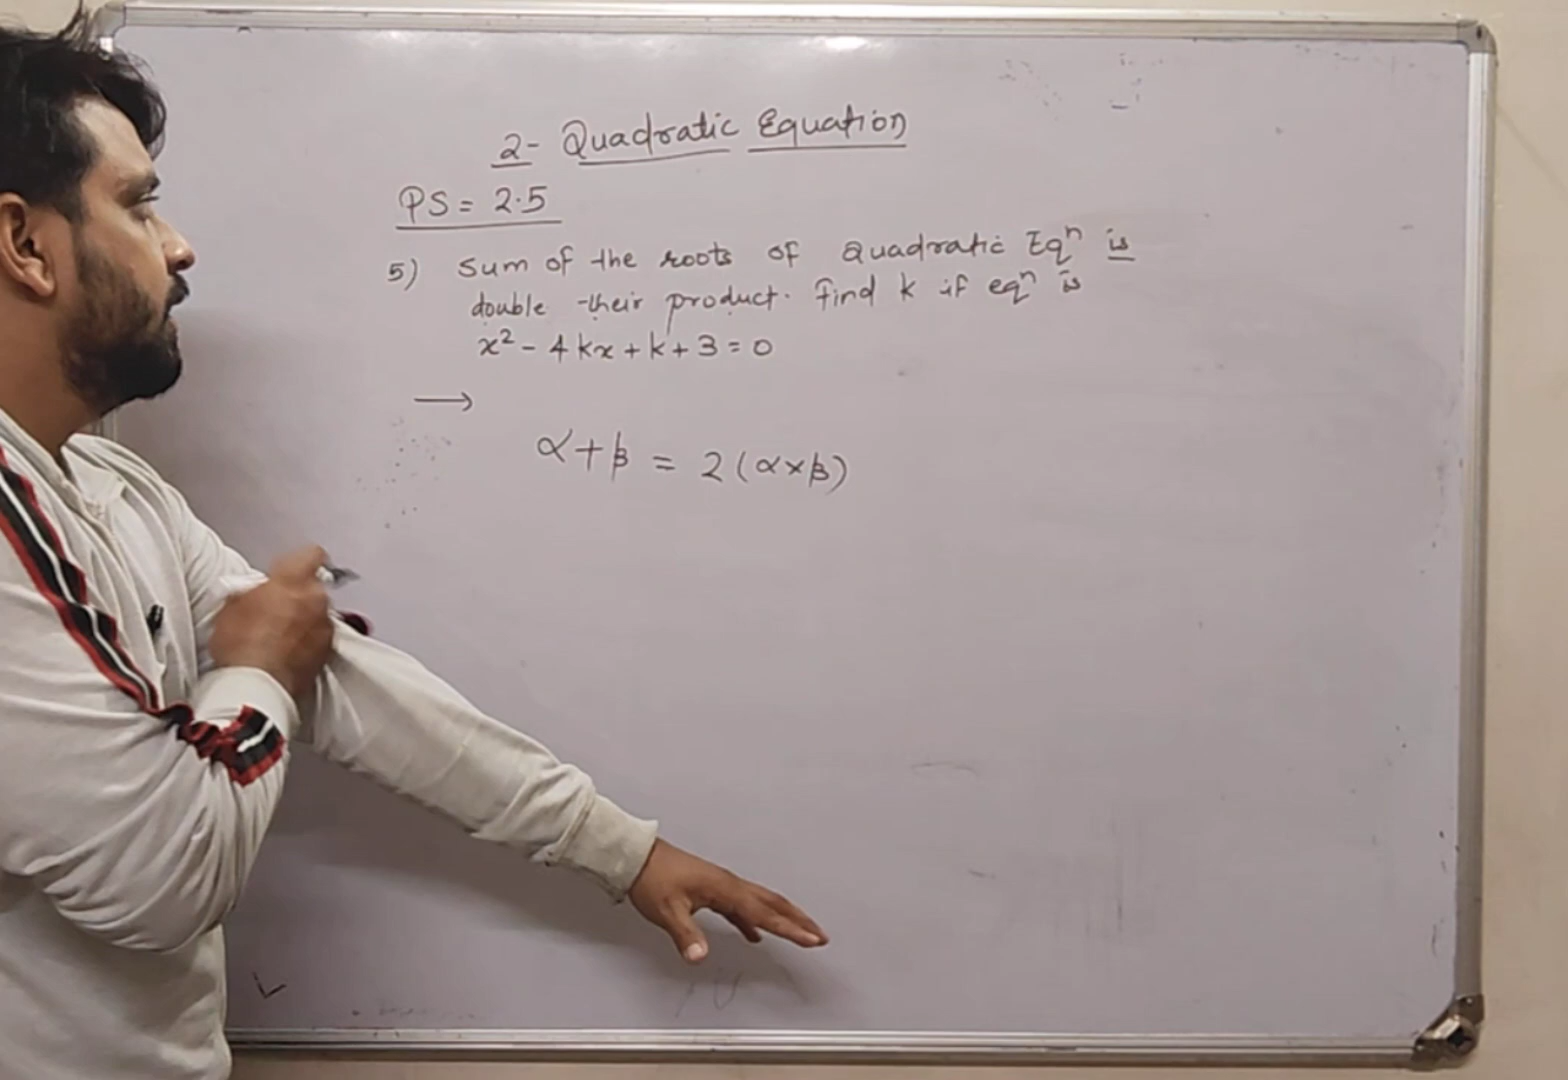 2- Quadratic Equation
PS = 2.5
5) Sum of the roots of Quadratic Eqⁿ is
double their product. find k if eqⁿ is
x² - 4kx + k + 3 = 0
→
α + β = 2 (α × β)